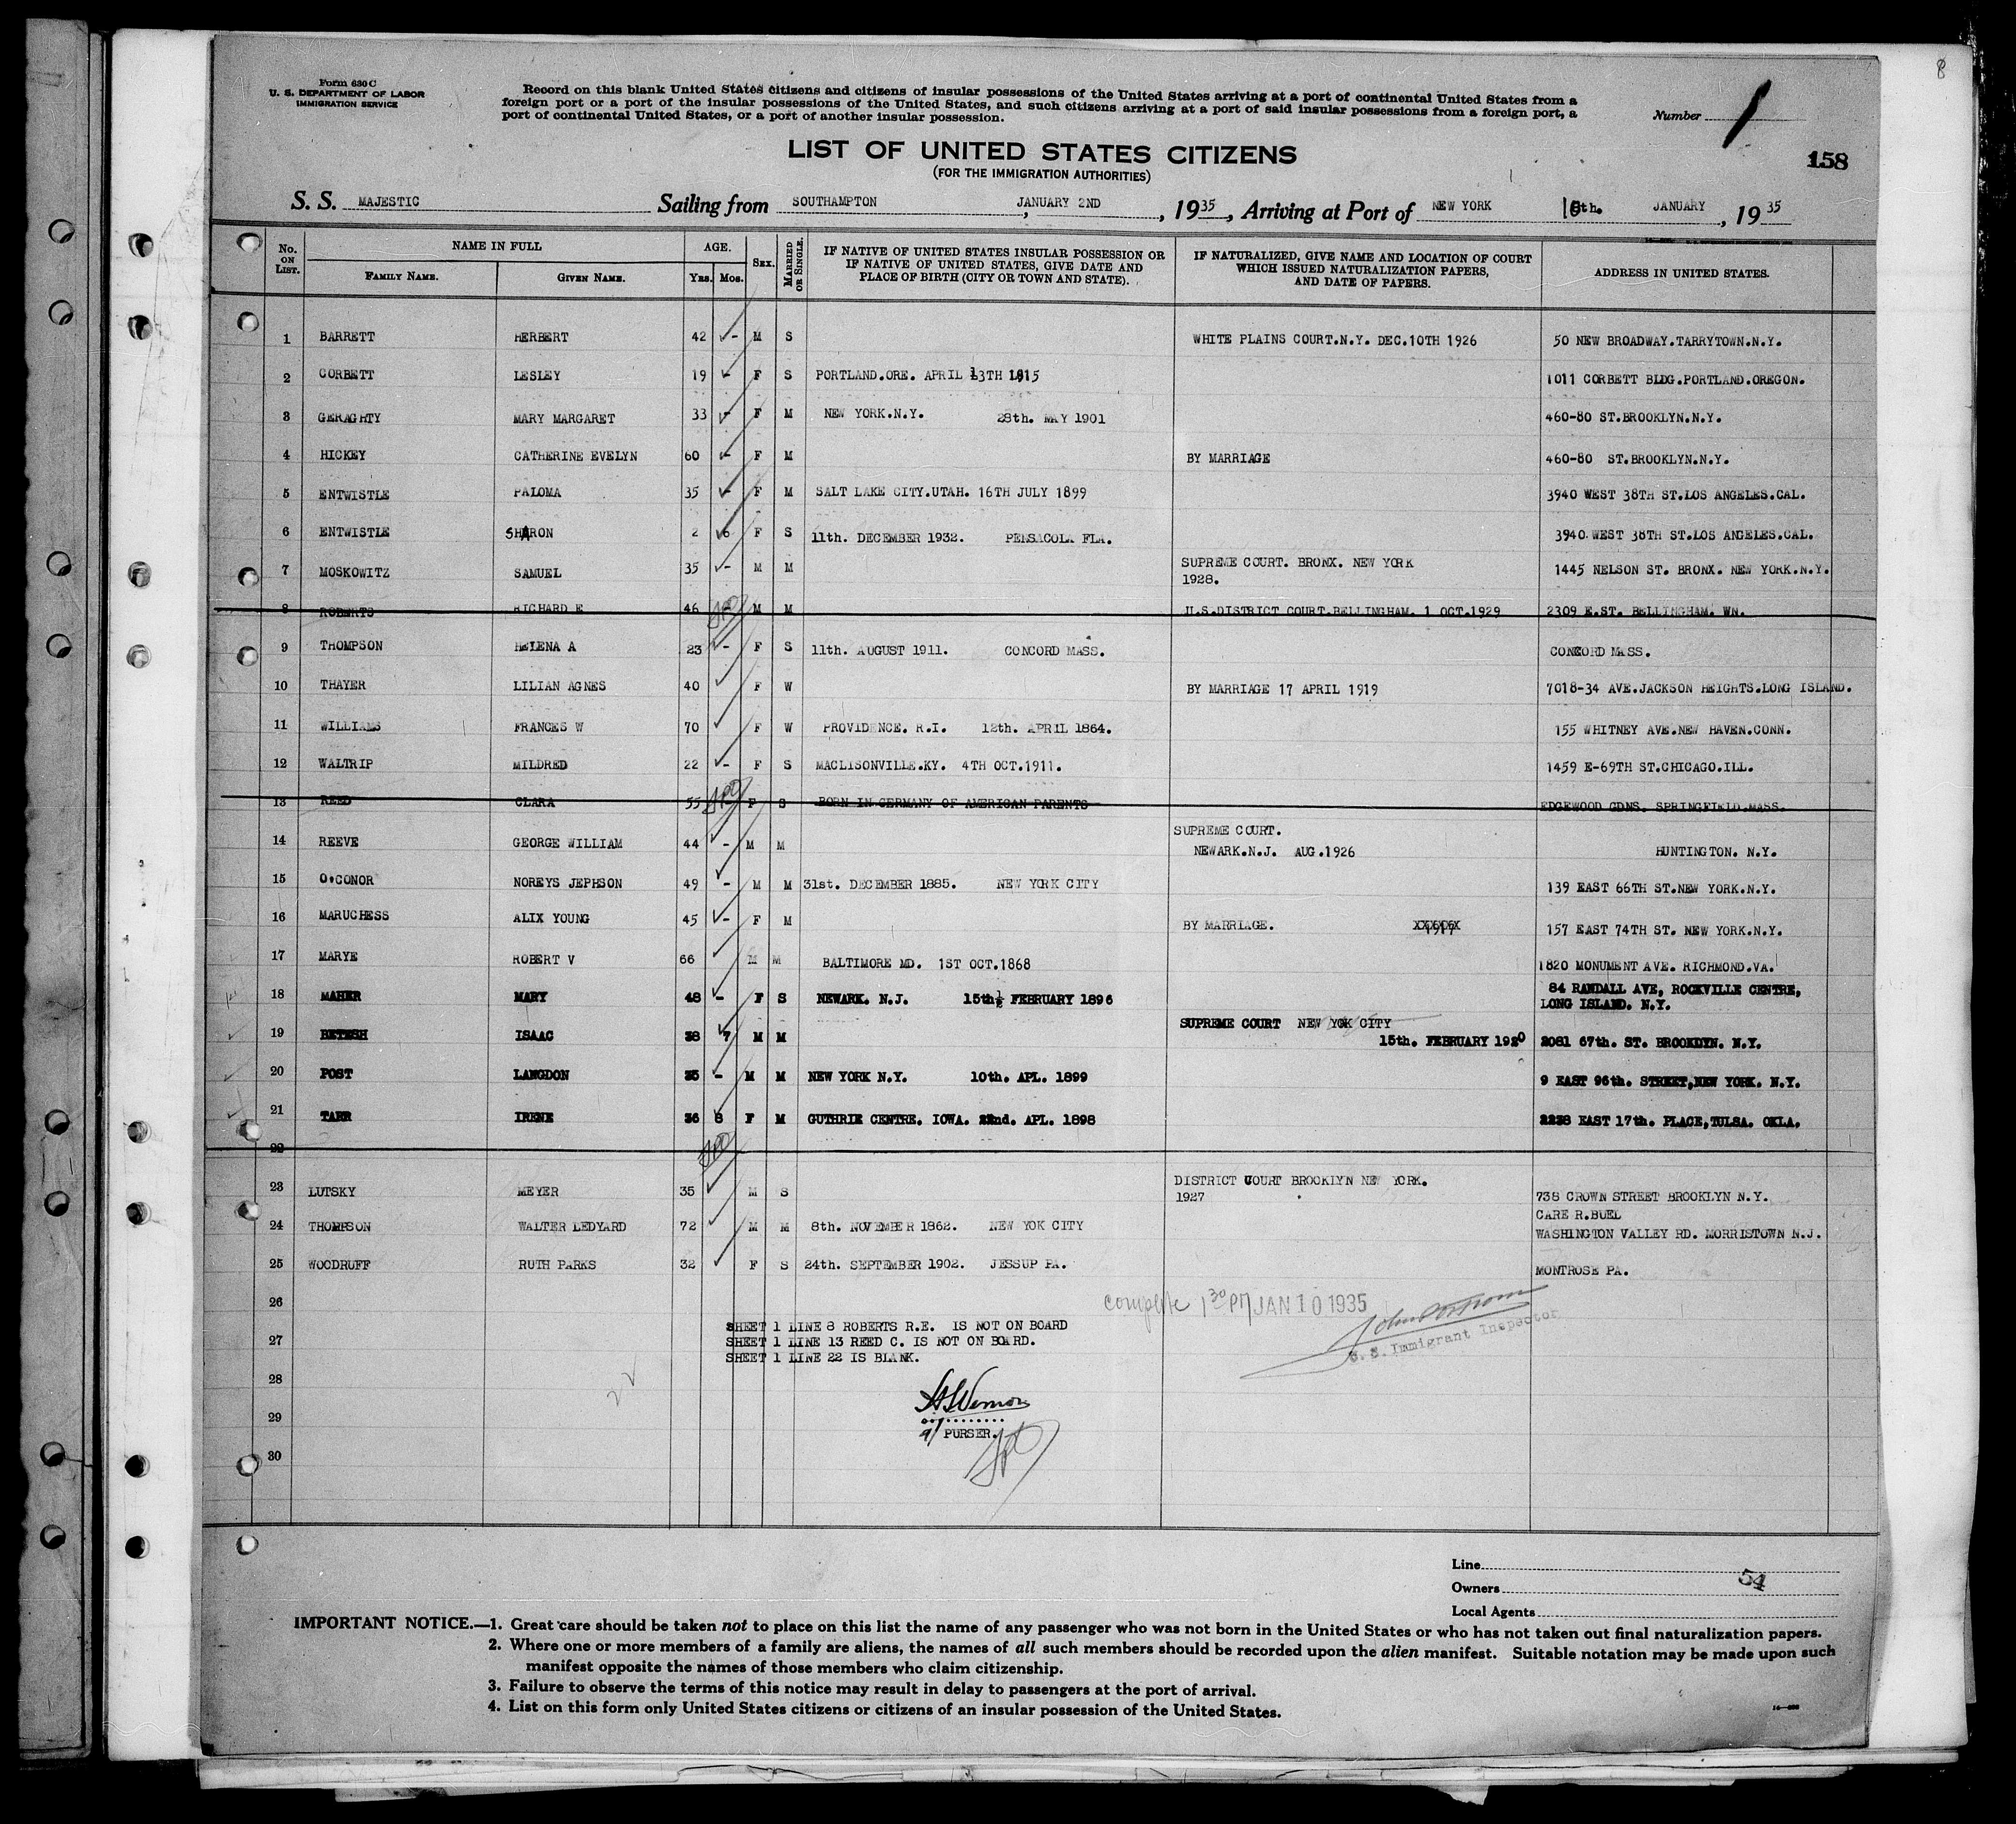 8
Form 630 C
U. S. DEPARTMENT OF LABOR
IMMIGRATION SERVICE
Record on this blank United States citizens and citizens of insular possessions of the United States arriving at a port of continental United States from a
foreign port or a port of the insular possessions of the United States, and such citizens arriving at a port of said insular possessions from a foreign port, a
port of continental United States, or a port of another insular possession.
Number 1
158
LIST OF UNITED STATES CITIZENS
(FOR THE IMMIGRATION AUTHORITIES)
S. S. MAJESTIC Sailing from SOUTHAMPTON, JANUARY 2ND, 1935, Arriving at Port of NEW YORK 10th. JANUARY, 1935
No. ON LIST. NAME IN FULL FAMILY NAME. GIVEN NAME. AGE. Yrs. Mos. SEX. MARRIED OR SINGLE. IF NATIVE OF UNITED STATES INSULAR POSSESSION OR IF NATIVE OF UNITED STATES, GIVE DATE AND PLACE OF BIRTH (CITY OR TOWN AND STATE). IF NATURALIZED, GIVE NAME AND LOCATION OF COURT WHICH ISSUED NATURALIZATION PAPERS, AND DATE OF PAPERS. ADDRESS IN UNITED STATES.
1 BARRETT HERBERT 42 - M S WHITE PLAINS COURT.N.Y. DEC.10TH 1926 50 NEW BROADWAY.TARRYTOWN.N.Y.
2 CORBETT LESLEY 19 - F S PORTLAND.ORE. APRIL 13TH 1915 1011 CORBETT BLDG.PORTLAND.OREGON.
3 GERAGHTY MARY MARGARET 33 - F M NEW YORK.N.Y. 28th. MAY 1901 460-80 ST.BROOKLYN.N.Y.
4 HICKEY CATHERINE EVELYN 60 - F M BY MARRIAGE 460-80 ST.BROOKLYN.N.Y.
5 ENTWISTLE PALOMA 35 - F M SALT LAKE CITY.UTAH. 16TH JULY 1899 3940 WEST 38TH ST.LOS ANGELES.CAL.
6 ENTWISTLE SHARON 2 6 F S 11th. DECEMBER 1932. PENSACOLA FLA. 3940 WEST 38TH ST.LOS ANGELES.CAL.
7 MOSKOWITZ SAMUEL 35 - M M SUPREME COURT. BRONX. NEW YORK 1928. 1445 NELSON ST. BRONX. NEW YORK.N.Y.
8 ROBERTS RICHARD E 46 M M U.S.DISTRICT COURT.BELLINGHAM. 1 OCT.1929 2309 E.ST. BELLINGHAM. WN.
9 THOMPSON HELENA A 23 - F S 11th. AUGUST 1911. CONCORD MASS. CONCORD MASS.
10 THAYER LILIAN AGNES 40 F W BY MARRIAGE 17 APRIL 1919 7018-34 AVE.JACKSON HEIGHTS.LONG ISLAND.
11 WILLIAMS FRANCES W 70 F W PROVIDENCE. R.I. 12th. APRIL 1864. 155 WHITNEY AVE.NEW HAVEN.CONN.
12 WALTRIP MILDRED 22 - F S MACLISONVILLE.KY. 4TH OCT.1911. 1459 E-69TH ST.CHICAGO.ILL.
13 REED CLARA 55 F S BORN IN GERMANY OF AMERICAN PARENTS EDGEWOOD GDNS. SPRINGFIELD.MASS.
14 REEVE GEORGE WILLIAM 44 - M M SUPREME COURT. NEWARK.N.J. AUG.1926 HUNTINGTON. N.Y.
15 O'CONOR NOREYS JEPHSON 49 - M M 31st. DECEMBER 1885. NEW YORK CITY 139 EAST 66TH ST.NEW YORK.N.Y.
16 MARUCHESS ALIX YOUNG 45 - F M BY MARRIAGE. 157 EAST 74TH ST. NEW YORK.N.Y.
17 MARYE ROBERT V 66 M M BALTIMORE MD. 1ST OCT.1868 1820 MONUMENT AVE. RICHMOND.VA.
18 MAHER MARY 48 - F S NEWARK. N.J. 15th FEBRUARY 1896 84 RANDALL AVE, ROCKVILLE CENTRE, LONG ISLAND. N.Y.
19 BETESH ISAAC 38 7 M M SUPREME COURT NEW YOK CITY 15th. FEBRUARY 1920 2081 67th. ST. BROOKLYN. N.Y.
20 POST LANGDON 35 - M M NEW YORK N.Y. 10th. APL. 1899 9 EAST 96th. STREET,NEW YORK. N.Y.
21 TARR IRENE 36 8 F M GUTHRIE CENTRE. IOWA. 22nd. APL. 1898 2238 EAST 17th. PLACE,TULSA. OKLA.
22
23 LUTSKY MEYER 35 M S DISTRICT COURT BROOKLYN NEW YORK. 1927 738 CROWN STREET BROOKLYN N.Y.
24 THOMPSON WALTER LEDYARD 72 M M 8th. NOVEMBER 1862. NEW YOK CITY CARE R.BUEL WASHINGTON VALLEY RD. MORRISTOWN N.J.
25 WOODRUFF RUTH PARKS 32 F S 24th. SEPTEMBER 1902. JESSUP PA. MONTROSE PA.
26
complete 1 30 PM JAN 10 1935
27
SHEET 1 LINE 8 ROBERTS R.E. IS NOT ON BOARD
SHEET 1 LINE 13 REED C. IS NOT ON BOARD.
SHEET 1 LINE 22 IS BLANK.
U. S. Immigrant Inspector
28
22
29
PURSER.
30
Line
Owners 54
Local Agents
IMPORTANT NOTICE.—1. Great care should be taken not to place on this list the name of any passenger who was not born in the United States or who has not taken out final naturalization papers.
2. Where one or more members of a family are aliens, the names of all such members should be recorded upon the alien manifest. Suitable notation may be made upon such
manifest opposite the names of those members who claim citizenship.
3. Failure to observe the terms of this notice may result in delay to passengers at the port of arrival.
4. List on this form only United States citizens or citizens of an insular possession of the United States.